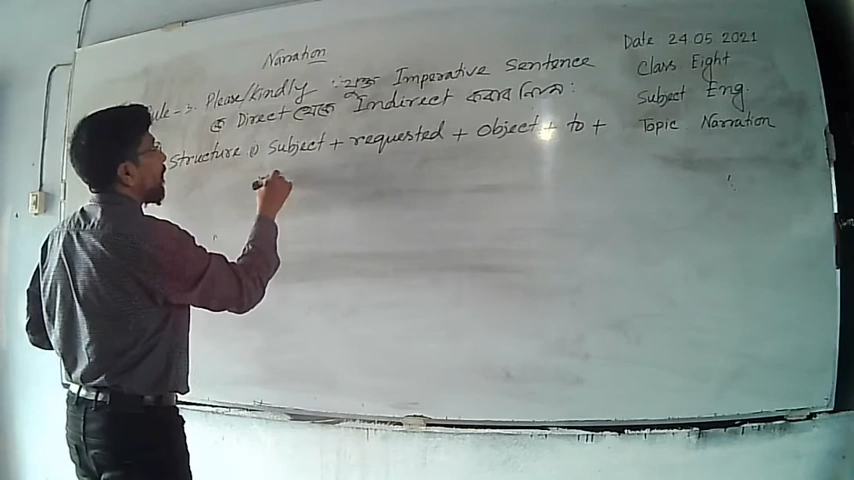 Narration
Date 24.05 2021
Rule-3. Please/Kindly যুক্ত Imperative Sentence
Class Eight
কে Direct থেকে Indirect করার নিয়ম:
Subject Eng.
Structure ① Subject + requested + object + to +
Topic Narration